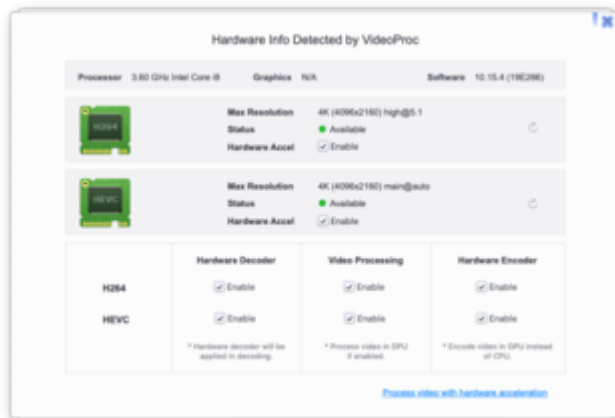 Hardware Info Detected by VideoProc
Processor 3.60 GHz Intel Core i9 Graphics N/A Software 10.15.4 (19E266)
H264
Max Resolution 4K (4096x2160) high@5.1
Status Available
Hardware Accel Enable
HEVC
Max Resolution 4K (4096x2160) main@auto
Status Available
Hardware Accel Enable
Hardware Decoder Video Processing Hardware Encoder
H264 Enable Enable Enable
HEVC Enable Enable Enable
* Hardware decoder will be * Process video in GPU * Encode video in GPU instead
applied in decoding. if enabled. of CPU.
Process video with hardware acceleration